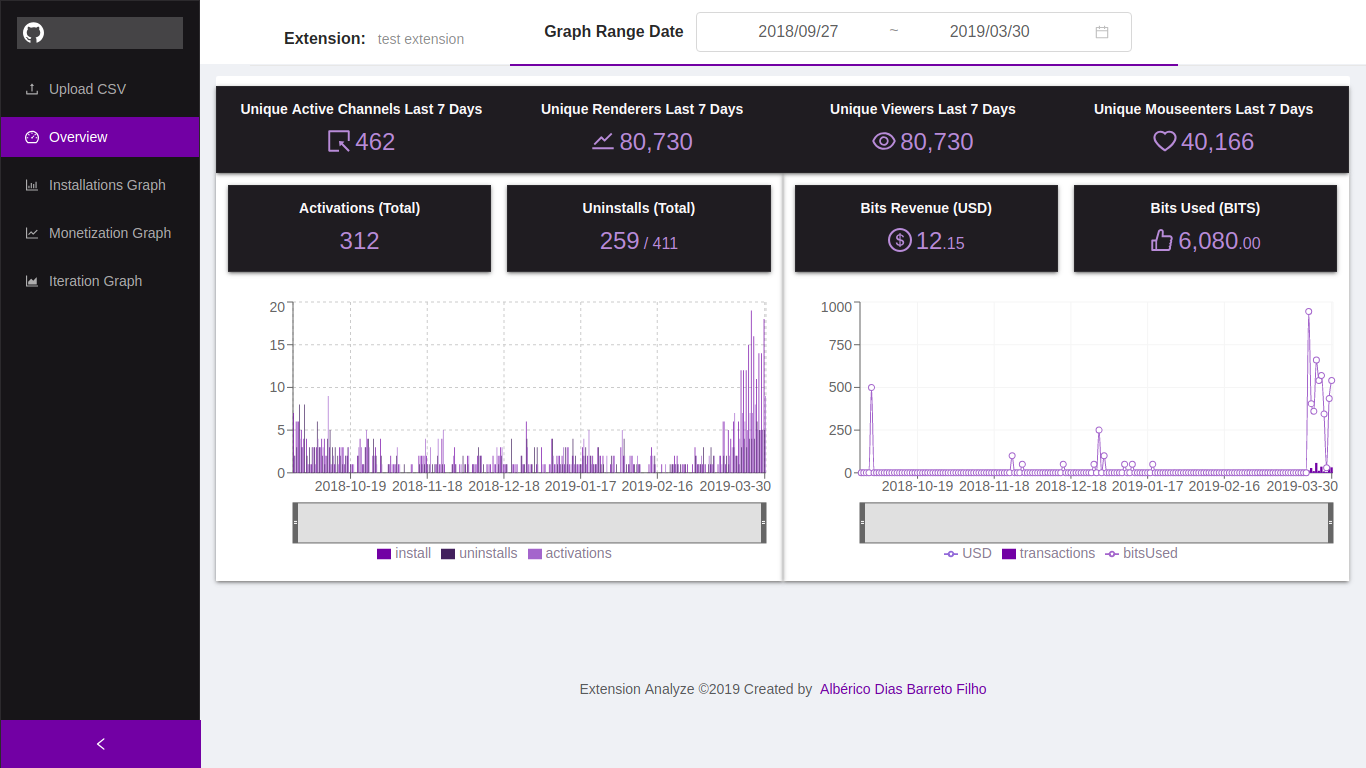 Extension: test extension
Graph Range Date 2018/09/27 ~ 2019/03/30
Upload CSV
Overview
Installations Graph
Monetization Graph
Iteration Graph
Unique Active Channels Last 7 Days
462
Unique Renderers Last 7 Days
80,730
Unique Viewers Last 7 Days
80,730
Unique Mouseenters Last 7 Days
40,166
Activations (Total)
312
Uninstalls (Total)
259 / 411
Bits Revenue (USD)
12.15
Bits Used (BITS)
6,080.00
20
15
10
5
0
2018-10-19 2018-11-18 2018-12-18 2019-01-17 2019-02-16 2019-03-30
install uninstalls activations
1000
750
500
250
0
2018-10-19 2018-11-18 2018-12-18 2019-01-17 2019-02-16 2019-03-30
USD transactions bitsUsed
Extension Analyze ©2019 Created by Albérico Dias Barreto Filho